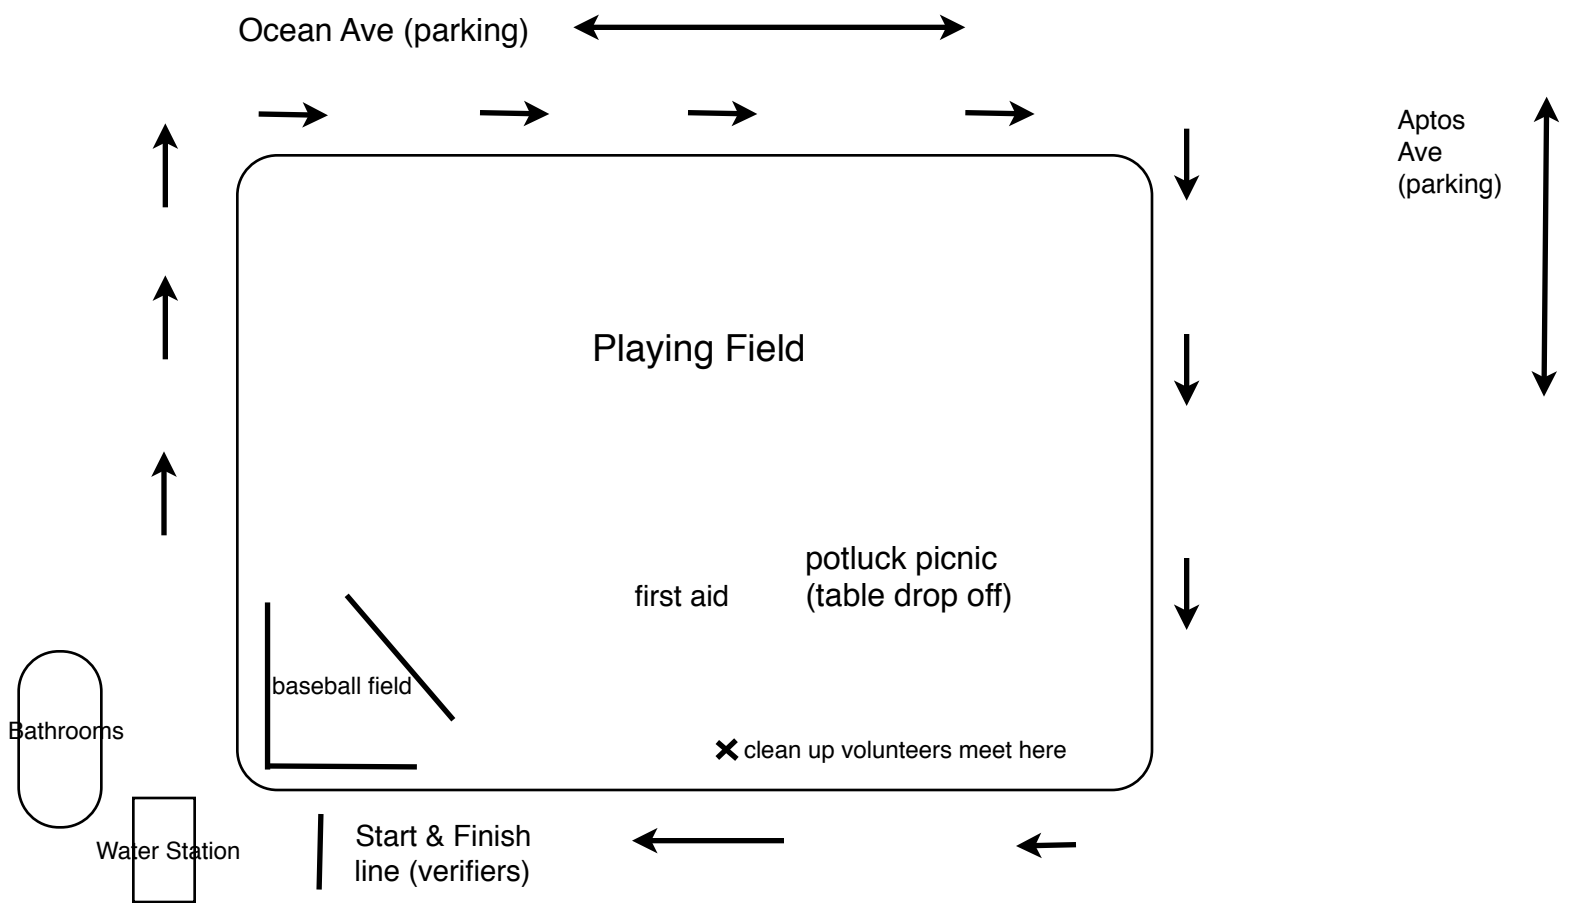 Ocean Ave (parking)
Aptos
Ave
(parking)
Playing Field
potluck picnic
(table drop off)
first aid
baseball field
Bathrooms
clean up volunteers meet here
Water Station
Start & Finish
line (verifiers)